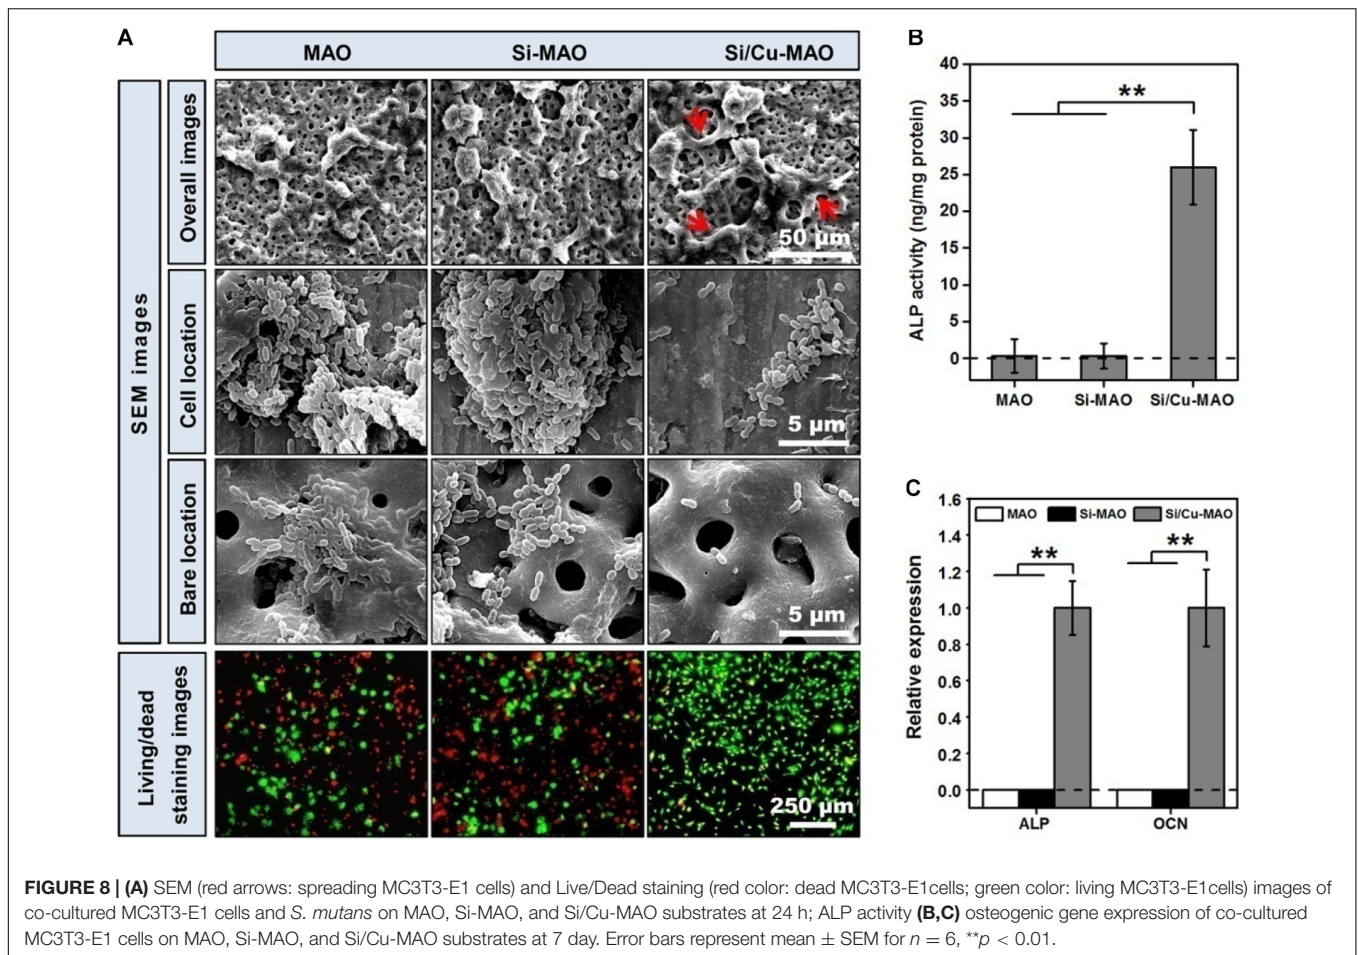 A
MAO
Si-MAO
Si/Cu-MAO
SEM images
Overall images
50 µm
Cell location
5 µm
Bare location
5 µm
Living/dead
staining images
250 µm
B
ALP activity (ng/mg protein)
40
35
30
25
20
15
10
5
0
**
MAO
Si-MAO
Si/Cu-MAO
C
Relative expression
1.6
1.4
1.2
1.0
0.8
0.6
0.4
0.2
0.0
MAO
Si-MAO
Si/Cu-MAO
**
**
ALP
OCN
FIGURE 8 | (A) SEM (red arrows: spreading MC3T3-E1 cells) and Live/Dead staining (red color: dead MC3T3-E1cells; green color: living MC3T3-E1cells) images of
co-cultured MC3T3-E1 cells and S. mutans on MAO, Si-MAO, and Si/Cu-MAO substrates at 24 h; ALP activity (B,C) osteogenic gene expression of co-cultured
MC3T3-E1 cells on MAO, Si-MAO, and Si/Cu-MAO substrates at 7 day. Error bars represent mean ± SEM for n = 6, **p < 0.01.